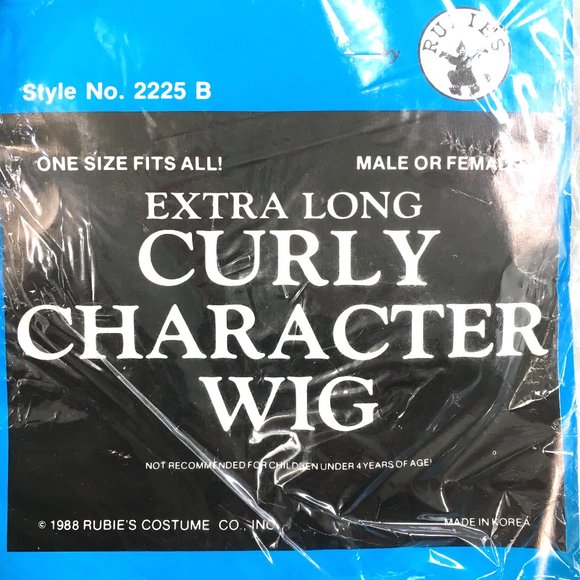 RUBIE'S
Style No. 2225 B
ONE SIZE FITS ALL!
MALE OR FEMALE
EXTRA LONG
CURLY
CHARACTER
WIG
NOT RECOMMENDED FOR CHILDREN UNDER 4 YEARS OF AGE!
© 1988 RUBIE'S COSTUME CO., INC.
MADE IN KOREA